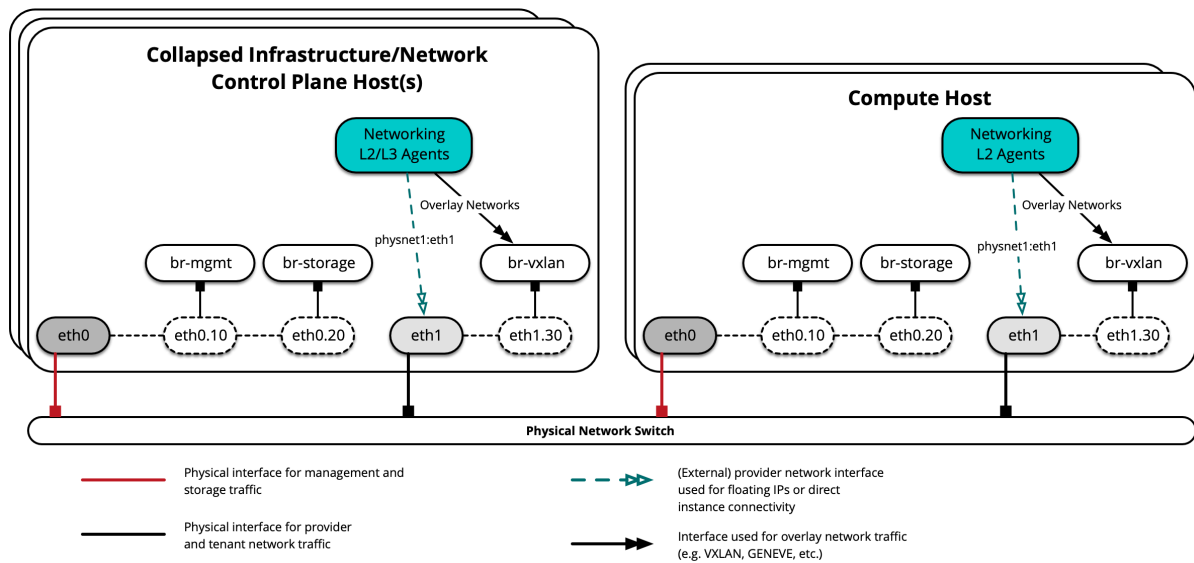 Collapsed Infrastructure/Network
Control Plane Host(s)
Networking
L2/L3 Agents
Overlay Networks
physnet1:eth1
br-mgmt
br-storage
br-vxlan
eth0
eth0.10
eth0.20
eth1
eth1.30
Compute Host
Networking
L2 Agents
Overlay Networks
physnet1:eth1
br-mgmt
br-storage
br-vxlan
eth0
eth0.10
eth0.20
eth1
eth1.30
Physical Network Switch
Physical interface for management and
storage traffic
Physical interface for provider
and tenant network traffic
(External) provider network interface
used for floating IPs or direct
instance connectivity
Interface used for overlay network traffic
(e.g. VXLAN, GENEVE, etc.)